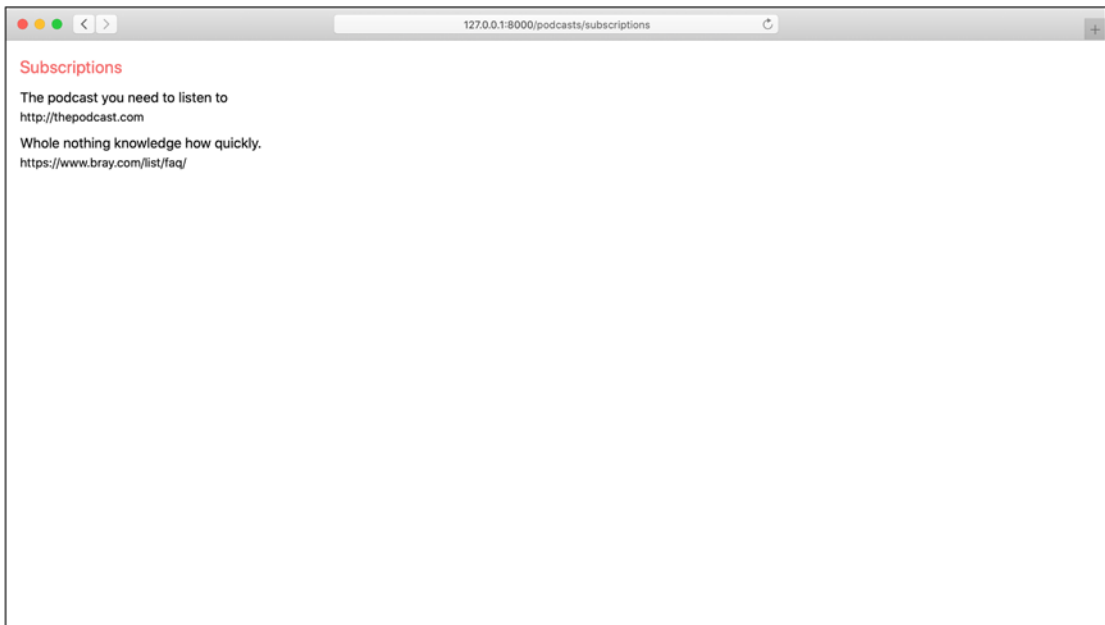 127.0.0.1:8000/podcasts/subscriptions
Subscriptions
The podcast you need to listen to
http://thepodcast.com
Whole nothing knowledge how quickly.
https://www.bray.com/list/faq/